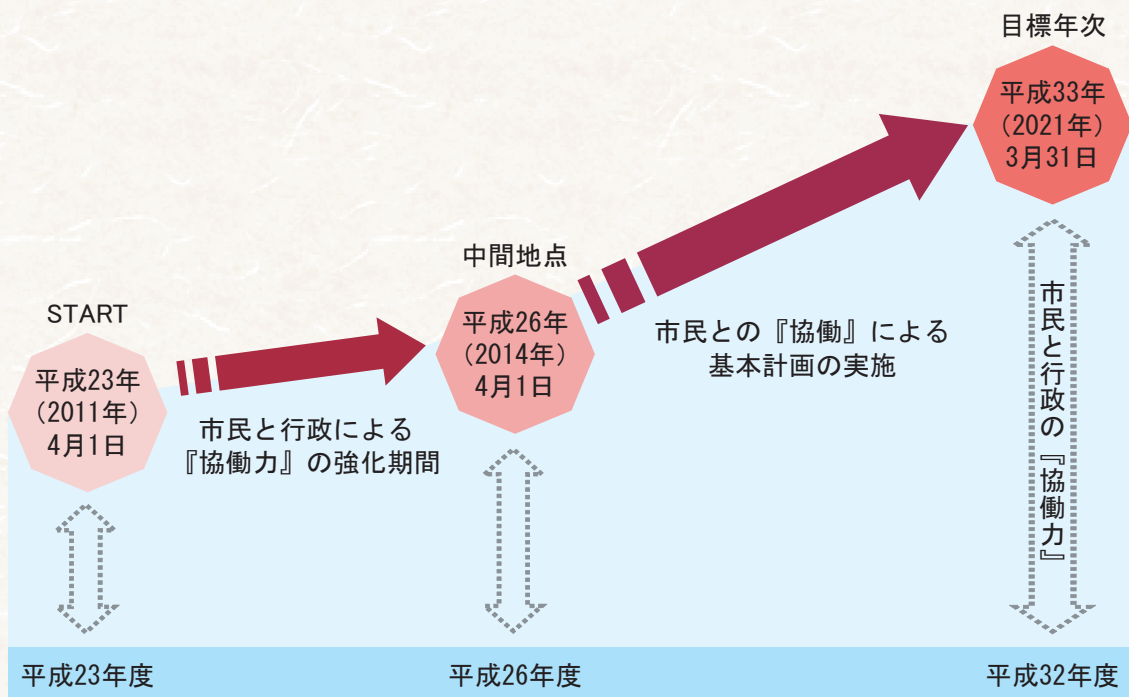 目標年次
平成33年
（2021年）
3月31日
中間地点
平成26年
（2014年）
4月1日
START
平成23年
（2011年）
4月1日
市民と行政による
『協働力』の強化期間
市民との『協働』による
基本計画の実施
市民と行政の『協働力』
平成23年度
平成26年度
平成32年度